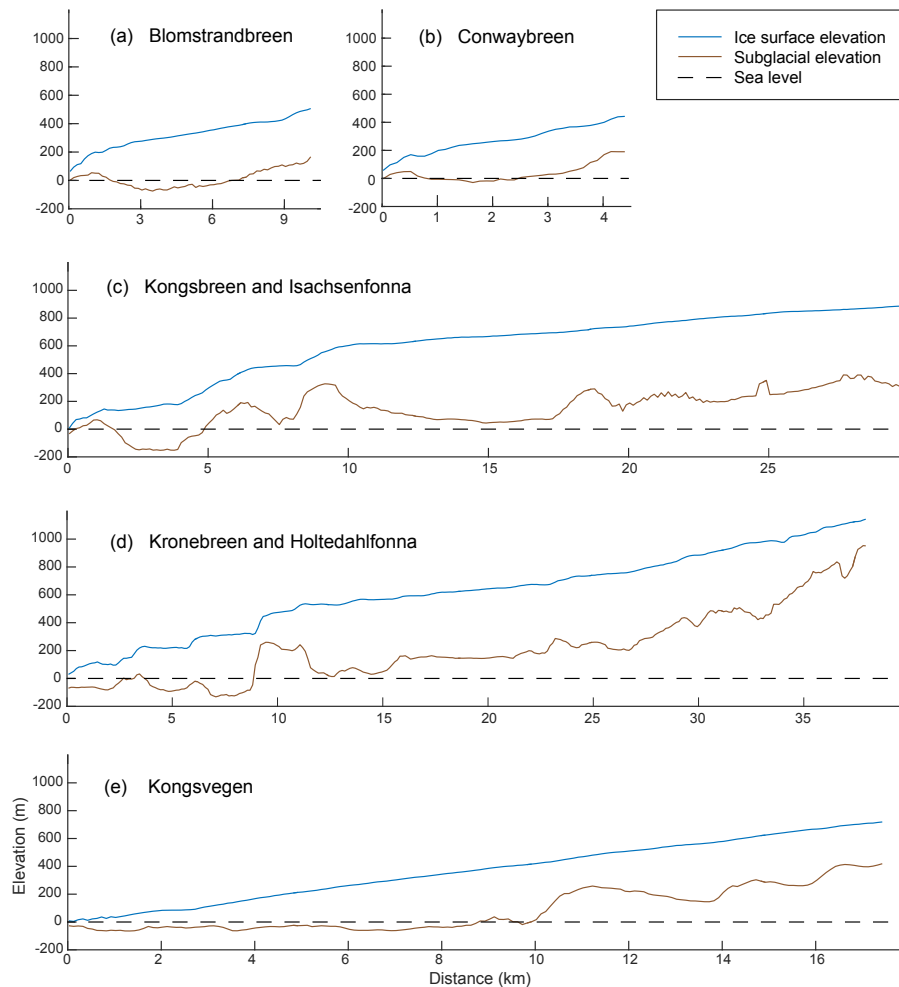 (a) Blomstrandbreen
1000
800
600
400
200
0
-200
0 3 6 9
(b) Conwaybreen
1000
800
600
400
200
0
-200
0 1 2 3 4
Ice surface elevation
Subglacial elevation
Sea level
(c) Kongsbreen and Isachsenfonna
1000
800
600
400
200
0
-200
0 5 10 15 20 25
(d) Kronebreen and Holtedahlfonna
1000
800
600
400
200
0
-200
0 5 10 15 20 25 30 35
(e) Kongsvegen
1000
800
600
400
200
0
-200
Elevation (m)
0 2 4 6 8 10 12 14 16
Distance (km)